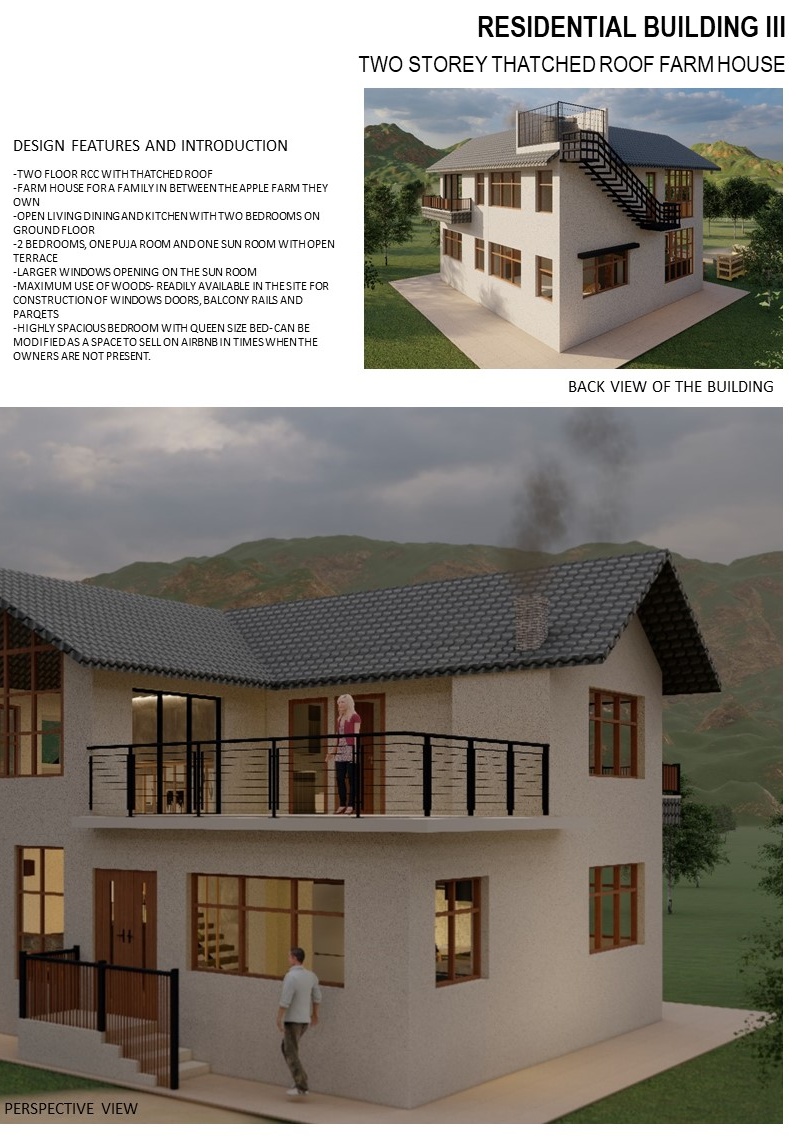 RESIDENTIAL BUILDING III
TWO STOREY THATCHED ROOF FARM HOUSE
DESIGN FEATURES AND INTRODUCTION
-TWO FLOOR RCC WITH THATCHED ROOF
-FARM HOUSE FOR A FAMILY IN BETWEEN THE APPLE FARM THEY
OWN
-OPEN LIVING DINING AND KITCHEN WITH TWO BEDROOMS ON
GROUND FLOOR
-2 BEDROOMS, ONE PUJA ROOM AND ONE SUN ROOM WITH OPEN
TERRACE
-LARGER WINDOWS OPENING ON THE SUN ROOM
-MAXIMUM USE OF WOODS- READILY AVAILABLE IN THE SITE FOR
CONSTRUCTION OF WINDOWS DOORS, BALCONY RAILS AND
PARQETS
-HIGHLY SPACIOUS BEDROOM WITH QUEEN SIZE BED- CAN BE
MODIFIED AS A SPACE TO SELL ON AIRBNB IN TIMES WHEN THE
OWNERS ARE NOT PRESENT.
BACK VIEW OF THE BUILDING
PERSPECTIVE VIEW